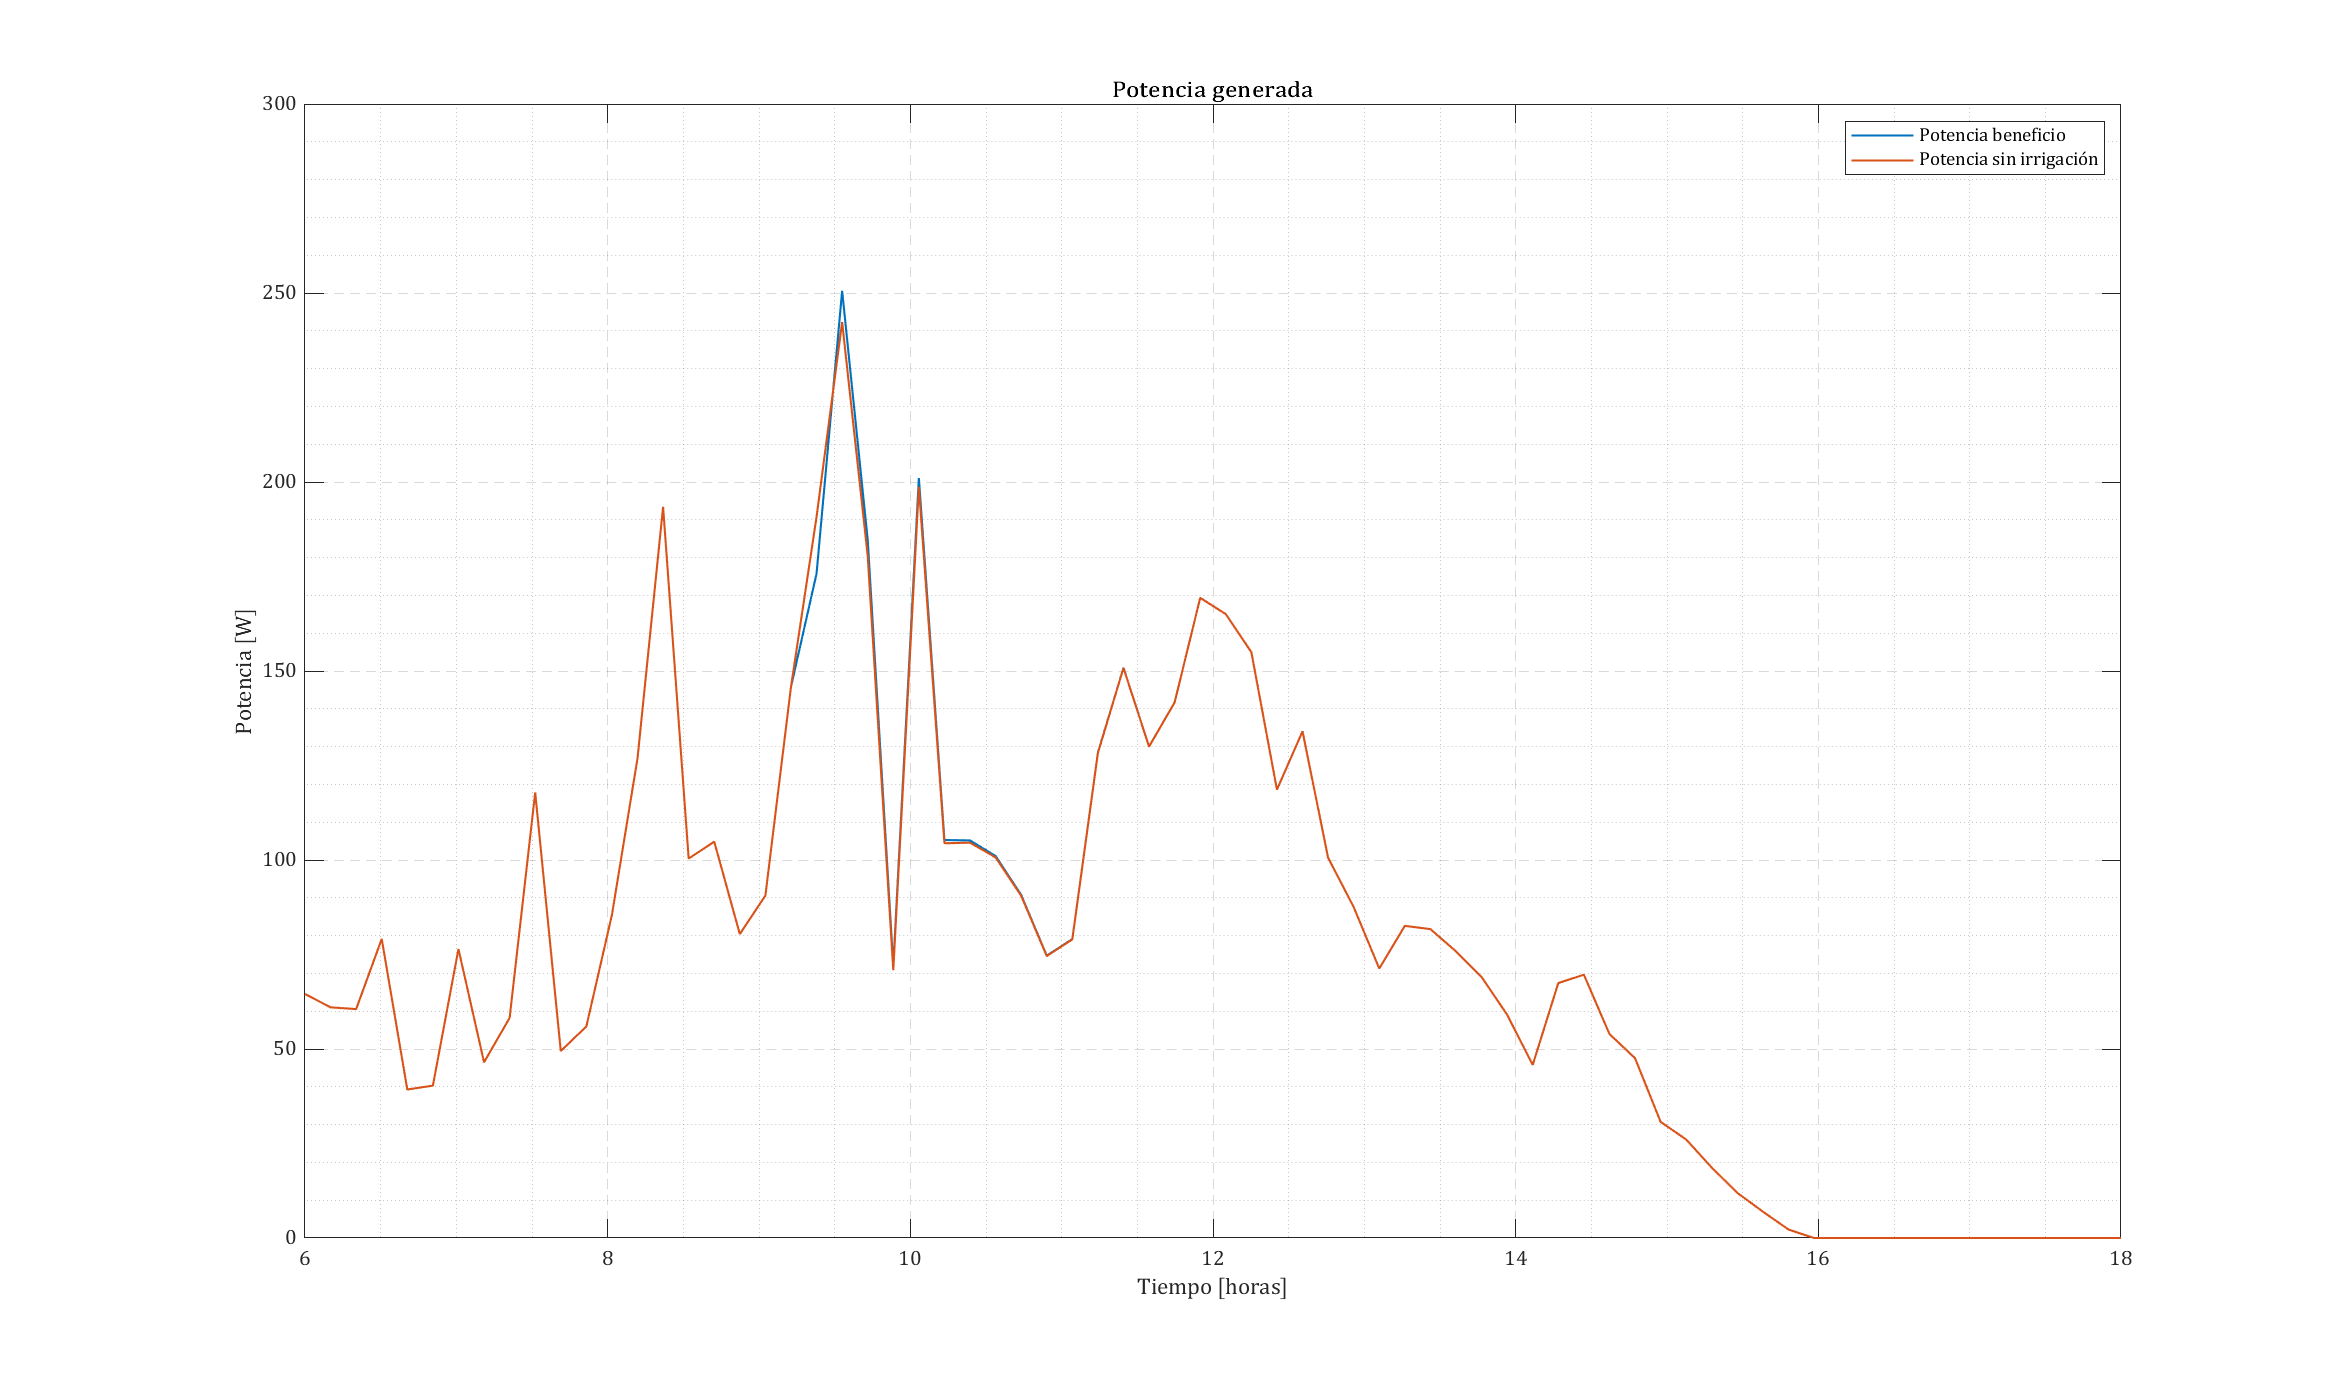 Potencia generada
300
250
200
150
100
50
0
Potencia [W]
Potencia beneficio
Potencia sin irrigación
6 8 10 12 14 16 18
Tiempo [horas]